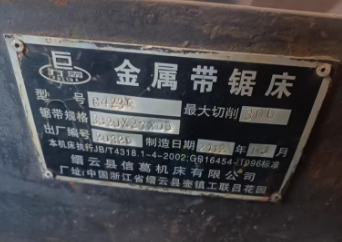 巨
金属带锯床
型号 最大切削
锯带规格
出厂编号 制造日期 年 月
本机床执行JB/T4318.1-4-2002;GB16454-1996标准
缙云县信葛机床有限公司
厂址:中国浙江省缙云县壶镇工联吕花园